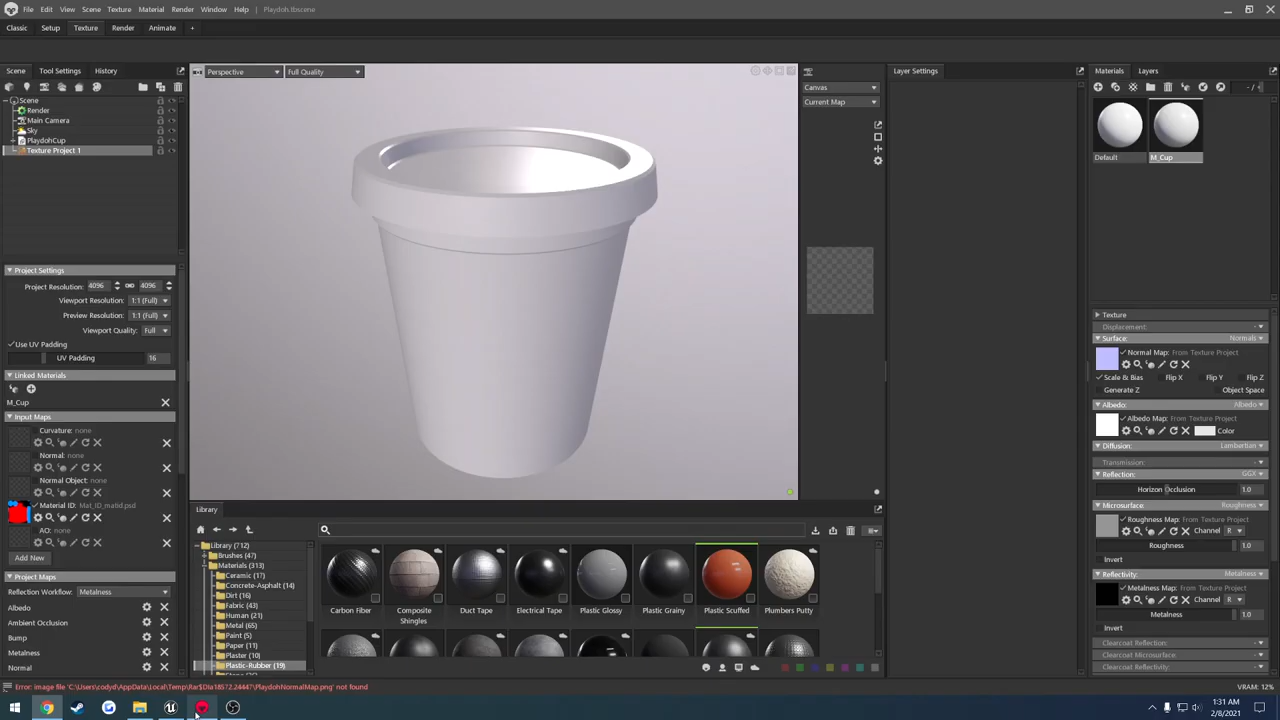 File Edit View Scene Texture Material Render Window Help Playdoh.tbscene
Classic Setup Texture Render Animate +
Scene Tool Settings History
Scene
Render
Main Camera
Sky
PlaydohCup
Texture Project 1
Project Settings
Project Resolution: 4096 4096
Viewport Resolution: 1:1 (Full)
Preview Resolution: 1:1 (Full)
Viewport Quality: Full
Use UV Padding
UV Padding 16
Linked Materials
M_Cup
Input Maps
Curvature: none
Normal: none
Normal Object: none
Material ID: Mat_ID_matid.psd
AO: none
Add New
Project Maps
Reflection Workflow: Metalness
Albedo
Ambient Occlusion
Bump
Metalness
Normal
Perspective Full Quality
Canvas
Current Map
Library
Library (712)
Brushes (47)
Materials (313)
Ceramic (17)
Concrete-Asphalt (14)
Dirt (16)
Fabric (43)
Human (21)
Metal (65)
Paint (5)
Paper (11)
Plaster (10)
Plastic-Rubber (19)
Carbon Fiber
Composite Shingles
Duct Tape
Electrical Tape
Plastic Glossy
Plastic Grainy
Plastic Scuffed
Plumbers Putty
Layer Settings
Materials Layers
- /
Default M_Cup
Texture
Displacement:
Surface: Normals
Normal Map: From Texture Project
Scale & Bias Flip X Flip Y Flip Z
Generate Z Object Space
Albedo: Albedo
Albedo Map: From Texture Project
Color
Diffusion: Lambertian
Transmission:
Reflection: GGX
Horizon Occlusion 1.0
Microsurface: Roughness
Roughness Map: From Texture Project
Channel R
Roughness 1.0
Invert
Reflectivity: Metalness
Metalness Map: From Texture Project
Channel R
Metalness 1.0
Invert
Clearcoat Reflection:
Clearcoat Microsurface:
Clearcoat Reflectivity:
VRAM: 12%
1:31 AM
2/8/2021